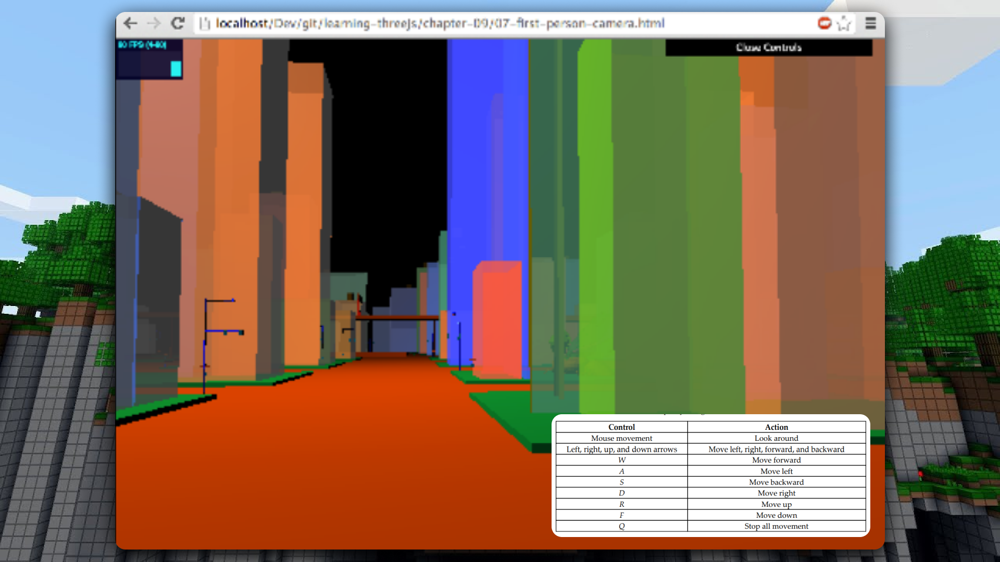 localhost/Dev/git/learning-threejs/chapter-09/07-first-person-camera.html
60 FPS (4-60)
Close Controls
Control Action
Mouse movement Look around
Left, right, up, and down arrows Move left, right, forward, and backward
W Move forward
A Move left
S Move backward
D Move right
R Move up
F Move down
Q Stop all movement